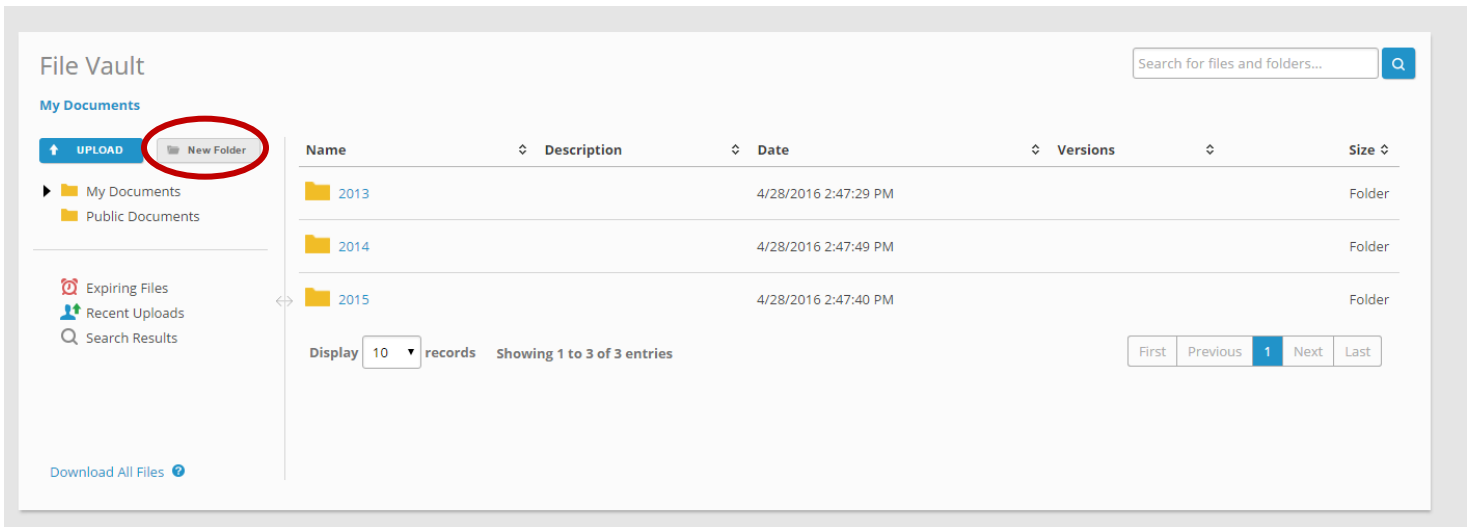 File Vault
Search for files and folders...
My Documents
UPLOAD New Folder
Name Description Date Versions Size
My Documents
Public Documents
2013 4/28/2016 2:47:29 PM Folder
2014 4/28/2016 2:47:49 PM Folder
Expiring Files
Recent Uploads
Search Results
2015 4/28/2016 2:47:40 PM Folder
Display 10 records Showing 1 to 3 of 3 entries
First Previous 1 Next Last
Download All Files ?